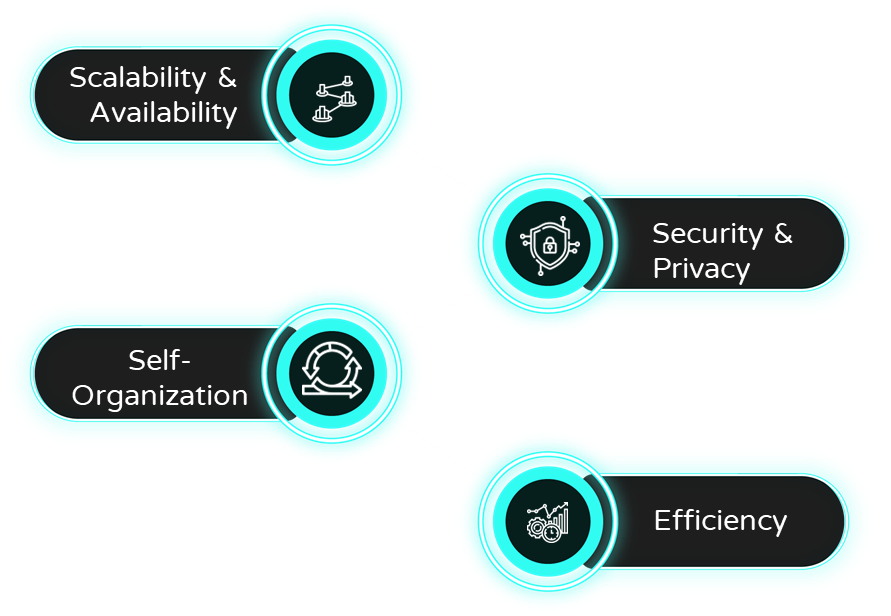 Scalability &
Availability
Security &
Privacy
Self-
Organization
Efficiency